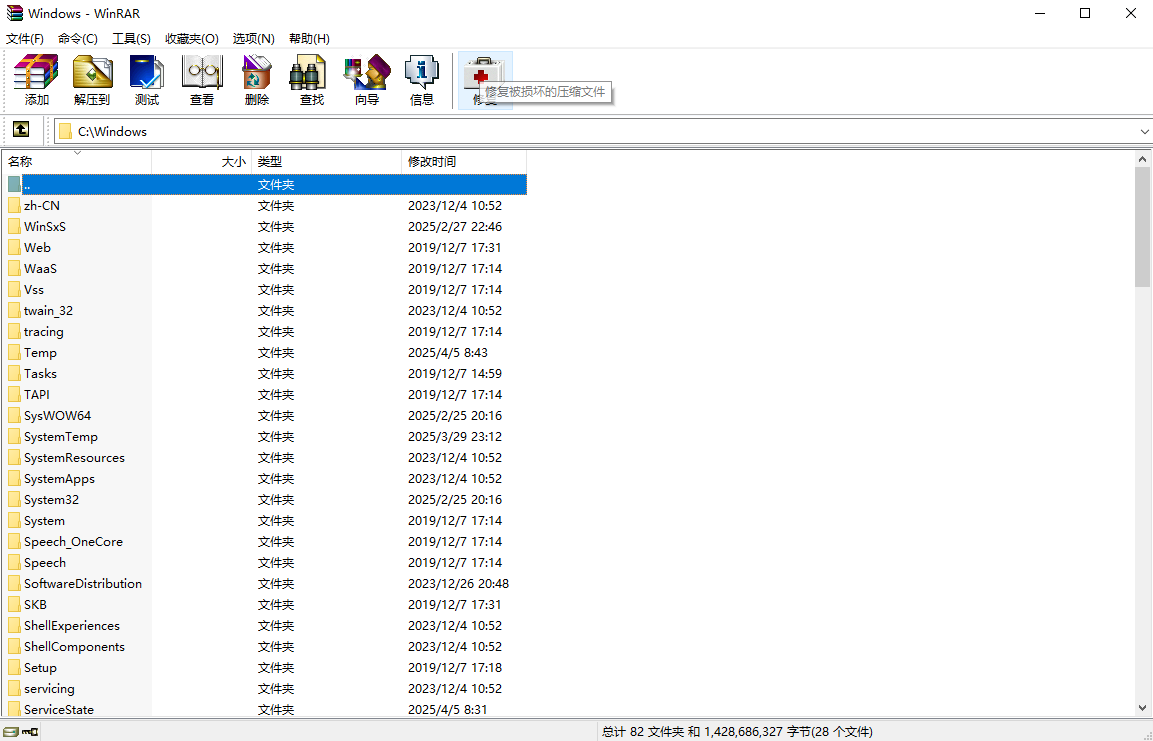 Windows - WinRAR
文件(F) 命令(C) 工具(S) 收藏夹(O) 选项(N) 帮助(H)
添加 解压到 测试 查看 删除 查找 向导 信息
修复被损坏的压缩文件
C:\Windows
名称 大小 类型 修改时间
.. 文件夹
zh-CN 文件夹 2023/12/4 10:52
WinSxS 文件夹 2025/2/27 22:46
Web 文件夹 2019/12/7 17:31
WaaS 文件夹 2019/12/7 17:14
Vss 文件夹 2019/12/7 17:14
twain_32 文件夹 2023/12/4 10:52
tracing 文件夹 2019/12/7 17:14
Temp 文件夹 2025/4/5 8:43
Tasks 文件夹 2019/12/7 14:59
TAPI 文件夹 2019/12/7 17:14
SysWOW64 文件夹 2025/2/25 20:16
SystemTemp 文件夹 2025/3/29 23:12
SystemResources 文件夹 2023/12/4 10:52
SystemApps 文件夹 2023/12/4 10:52
System32 文件夹 2025/2/25 20:16
System 文件夹 2019/12/7 17:14
Speech_OneCore 文件夹 2019/12/7 17:14
Speech 文件夹 2019/12/7 17:14
SoftwareDistribution 文件夹 2023/12/26 20:48
SKB 文件夹 2019/12/7 17:31
ShellExperiences 文件夹 2023/12/4 10:52
ShellComponents 文件夹 2023/12/4 10:52
Setup 文件夹 2019/12/7 17:18
servicing 文件夹 2023/12/4 10:52
ServiceState 文件夹 2025/4/5 8:31
总计 82 文件夹 和 1,428,686,327 字节(28 个文件)